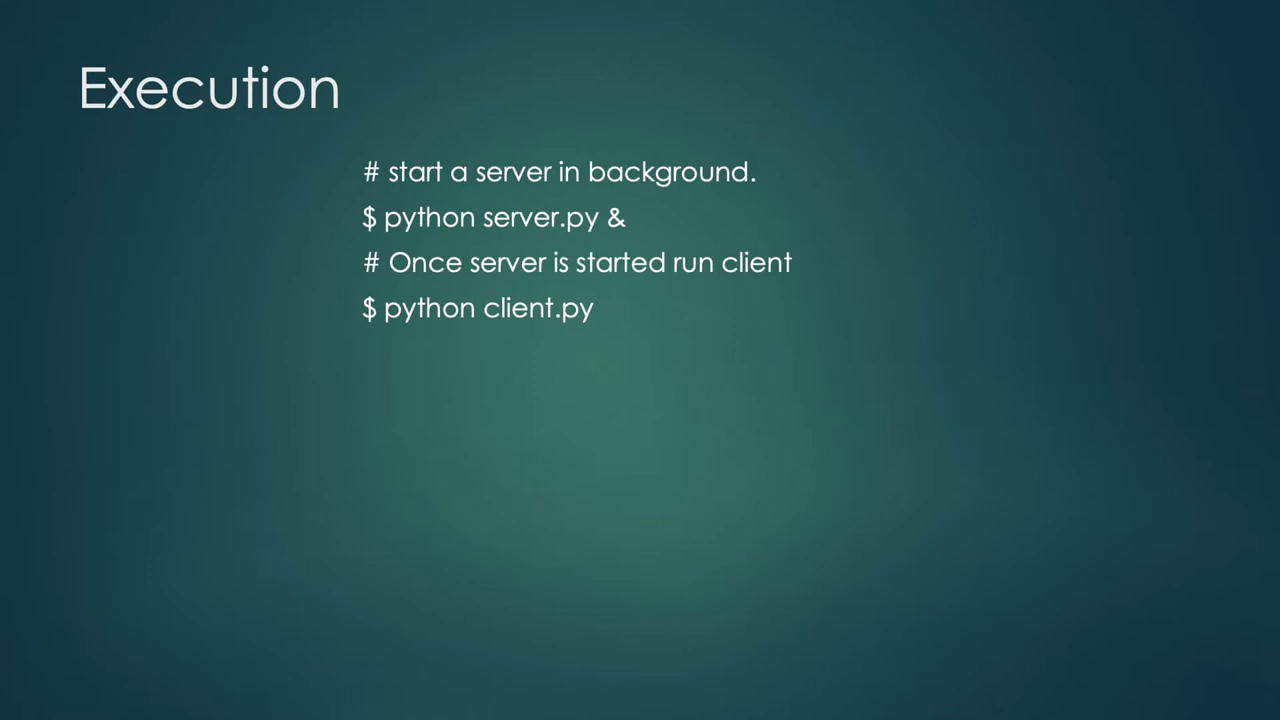 Execution
# start a server in background.
$ python server.py &
# Once server is started run client
$ python client.py